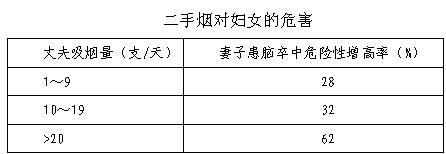 二手烟对妇女的危害
丈夫吸烟量（支/天） 妻子患脑卒中危险性增高率（%）
1～9 28
10～19 32
>20 62